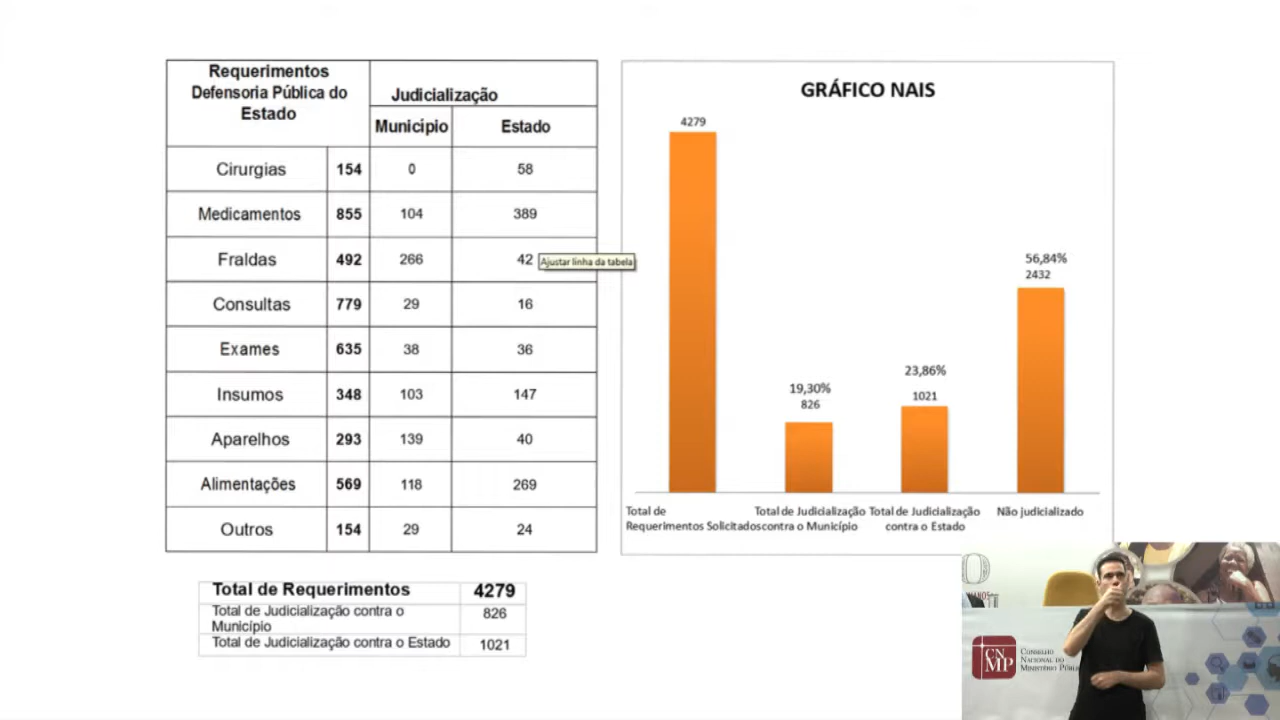 Requerimentos
Defensoria Pública do
Estado
Judicialização
Município Estado
Cirurgias 154 0 58
Medicamentos 855 104 389
Fraldas 492 266 42
Ajustar linha da tabela
Consultas 779 29 16
Exames 635 38 36
Insumos 348 103 147
Aparelhos 293 139 40
Alimentações 569 118 269
Outros 154 29 24
Total de Requerimentos 4279
Total de Judicialização contra o
Município 826
Total de Judicialização contra o Estado 1021
GRÁFICO NAIS
4279
19,30%
826
23,86%
1021
56,84%
2432
Total de
Requerimentos Solicitados
Total de Judicialização
contra o Município
Total de Judicialização
contra o Estado
Não judicializado
CN
MP
CONSELHO
NACIONAL DO
MINISTÉRIO